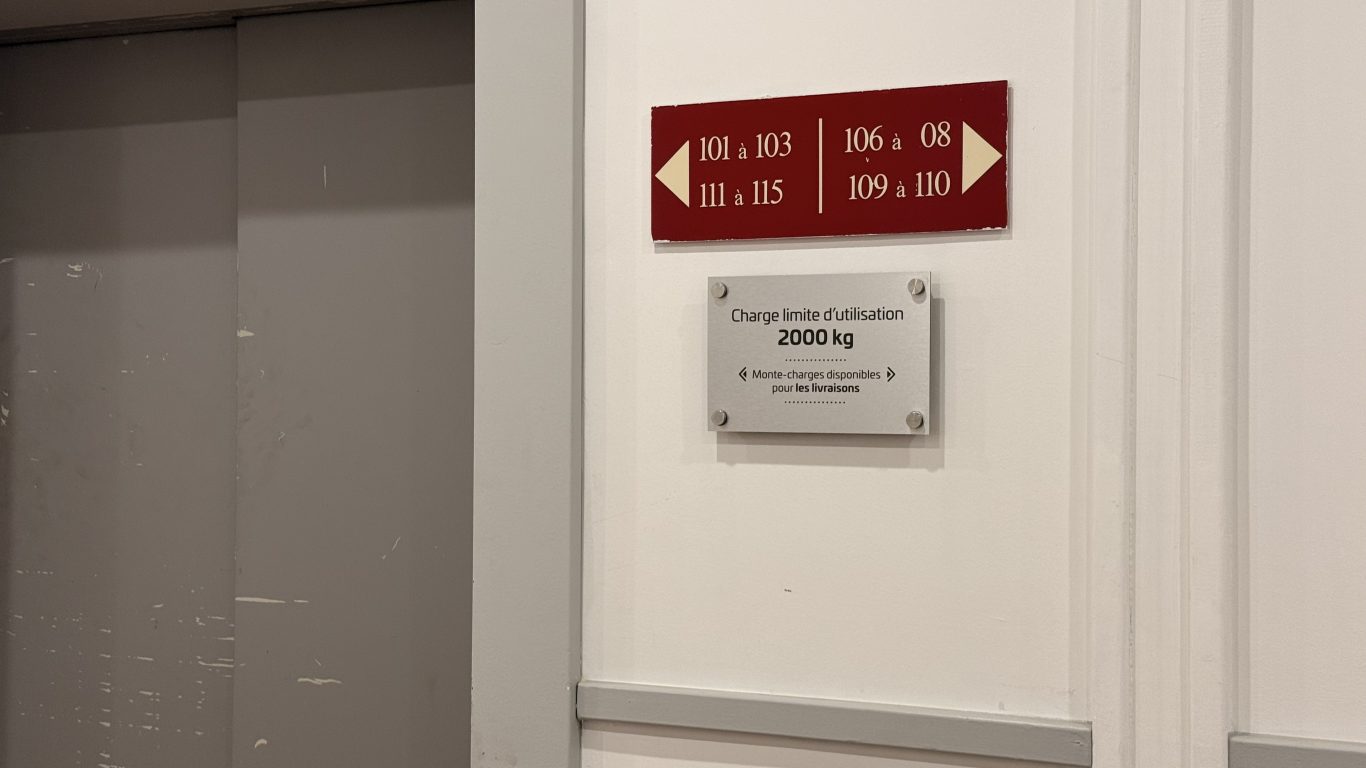 101 à 103
111 à 115
106 à 08
109 à 110
Charge limite d'utilisation
2000 kg
Monte-charges disponibles
pour les livraisons